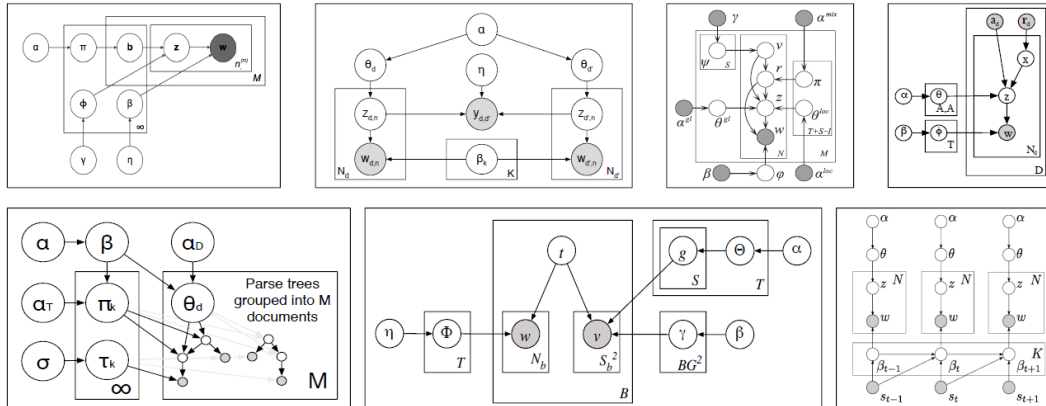 α π b z w
n.(n)
M
ϕ β
∞
γ η
α
θd η θd'
zd,n yd,d' zd',n
wd,n βk wd',n
Nd K Nd'
γ αmix
ψ S v
r π
z
αgl θgl θloc
w T+S-1
N M
β φ αloc
ad rd
x
α θ z
A,A
β ϕ w
T
Nd
D
α β αD
αT πk θd
Parse trees
grouped into M
documents
σ τk
∞ M
t g Θ α
S T
η Φ w v γ β
T Nb Sb2 BG2
B
α α α
θ θ θ
z N z N z N
w w w
K
βt−1 βt βt+1
st−1 st st+1